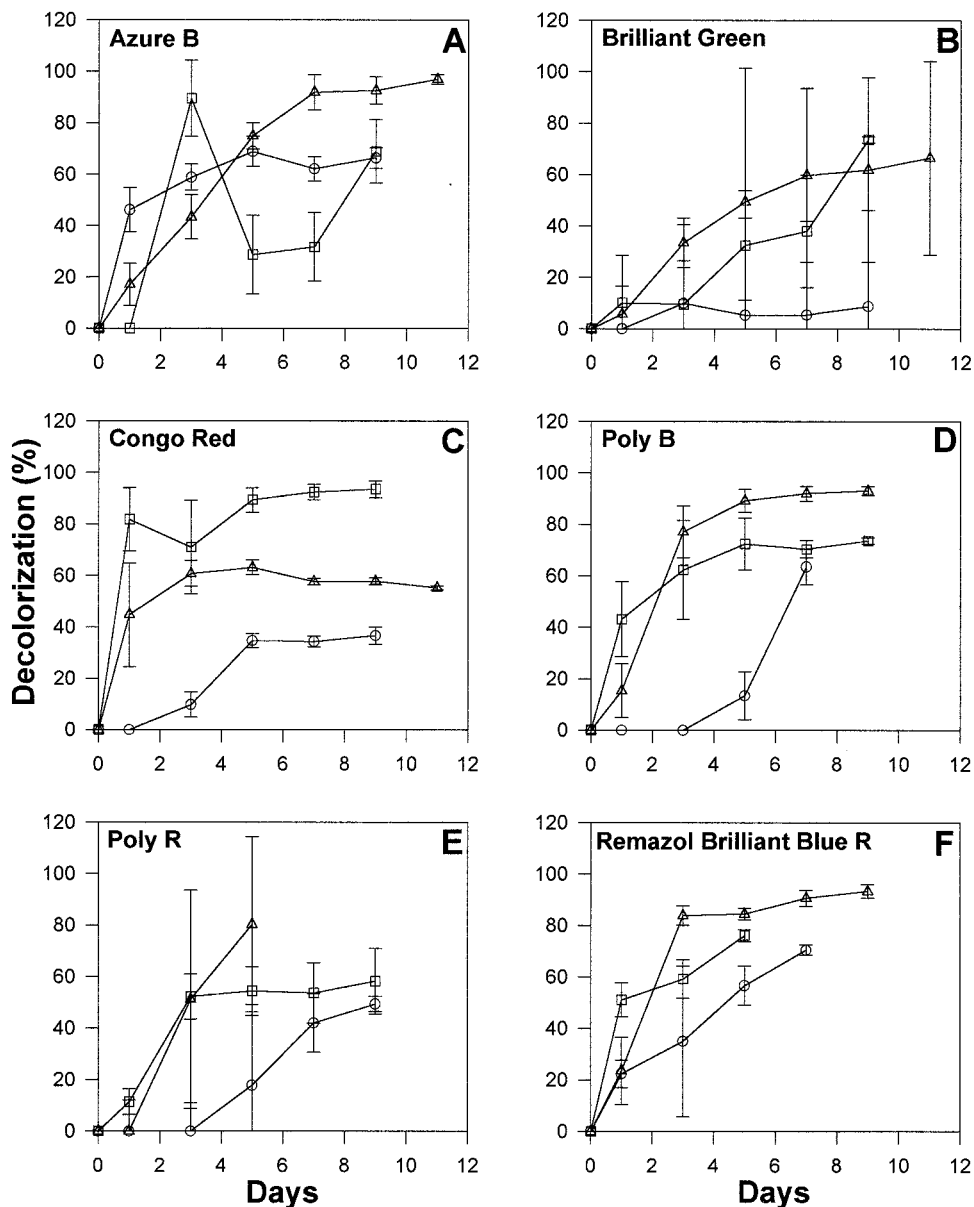 Azure B
A
120
100
80
60
40
20
0
0 2 4 6 8 10 12
Brilliant Green
B
120
100
80
60
40
20
0
0 2 4 6 8 10 12
Decolorization (%)
Congo Red
C
120
100
80
60
40
20
0
0 2 4 6 8 10 12
Poly B
D
120
100
80
60
40
20
0
0 2 4 6 8 10 12
Poly R
E
120
100
80
60
40
20
0
0 2 4 6 8 10 12
Days
Remazol Brilliant Blue R
F
120
100
80
60
40
20
0
0 2 4 6 8 10 12
Days